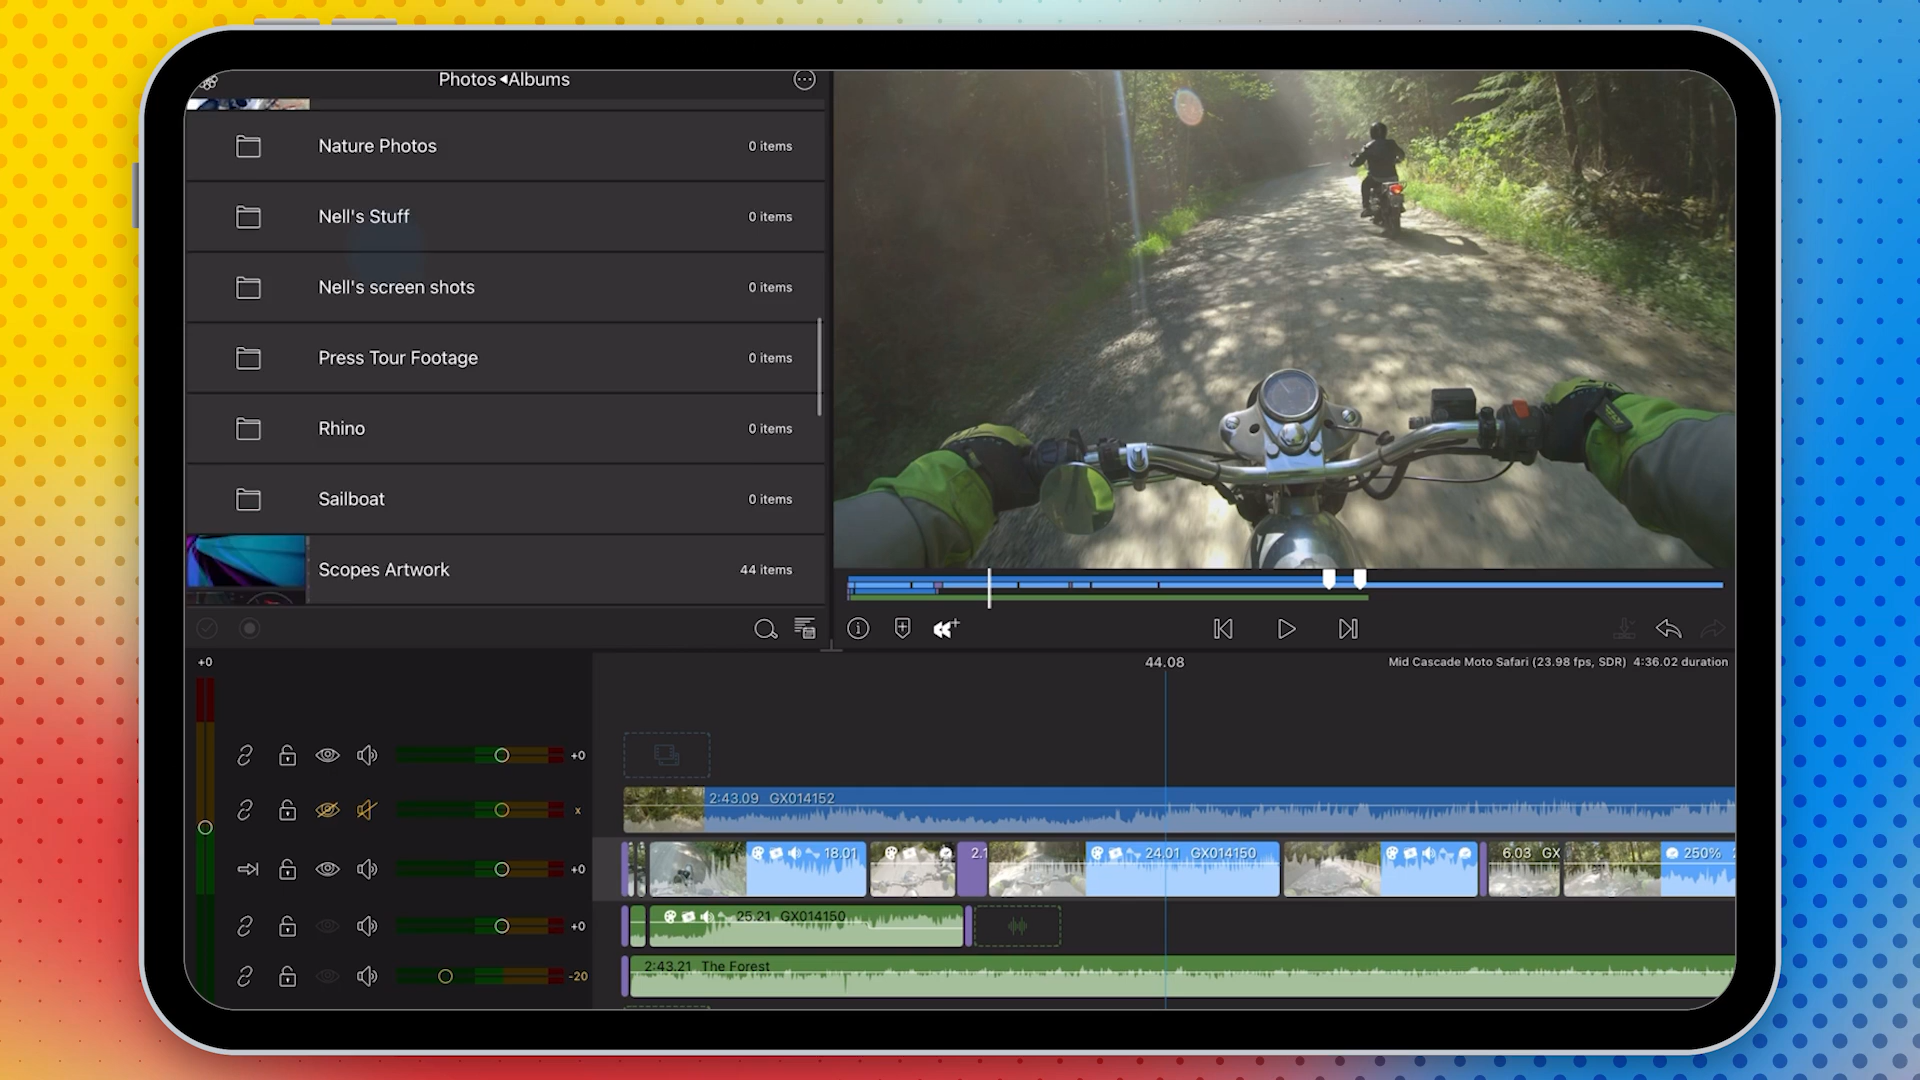 Photos ◂Albums
Nature Photos 0 items
Nell's Stuff 0 items
Nell's screen shots 0 items
Press Tour Footage 0 items
Rhino 0 items
Sailboat 0 items
Scopes Artwork 44 items
+0
44.08
Mid Cascade Moto Safari (23.98 fps, SDR) 4:36.02 duration
+0
x
2:43.09 GX014152
+0
18.01
2.1
24.01 GX014150
6.03 GX
250%
+0
25.21 GX014150
-20
2:43.21 The Forest